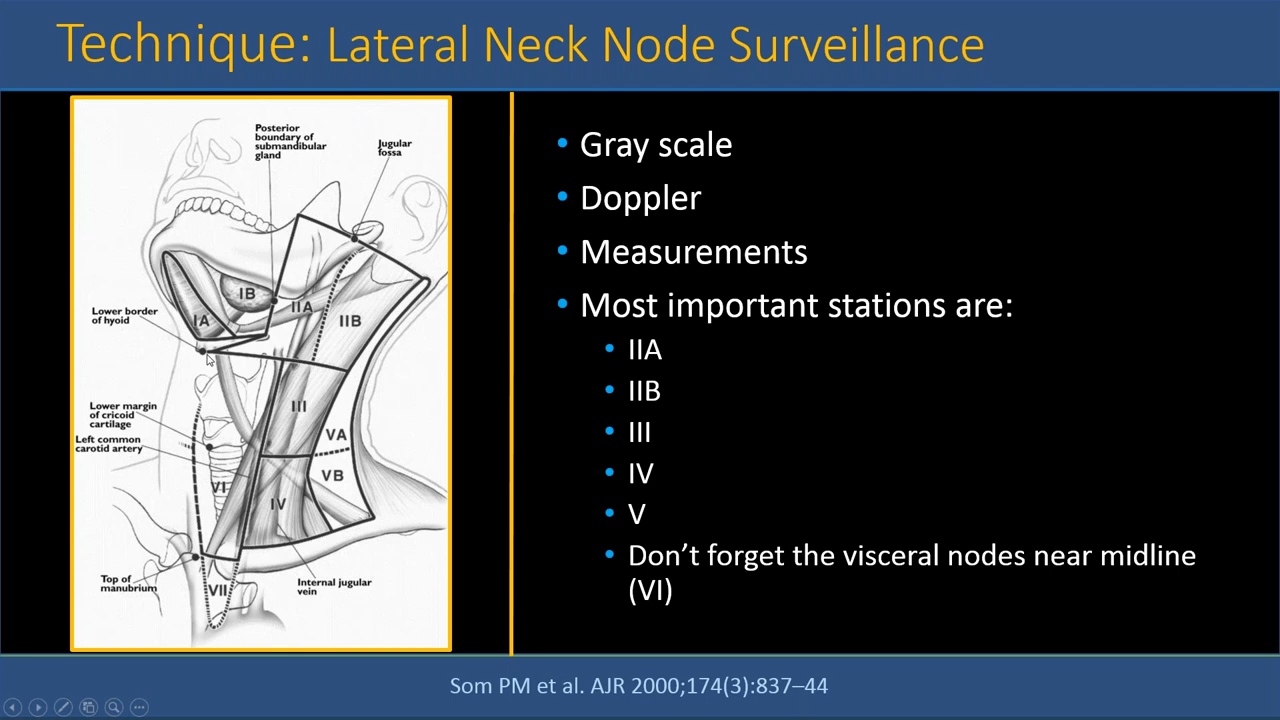 Technique: Lateral Neck Node Surveillance
Posterior
boundary of
submandibular
gland
Jugular
fossa
IB
IIA
IA
IIB
Lower border
of hyoid
III
Lower margin
of cricoid
cartilage
Left common
carotid artery
VA
VB
VI
IV
Top of
manubrium
VII
Internal jugular
vein
• Gray scale
• Doppler
• Measurements
• Most important stations are:
• IIA
• IIB
• III
• IV
• V
• Don’t forget the visceral nodes near midline
(VI)
Som PM et al. AJR 2000;174(3):837–44